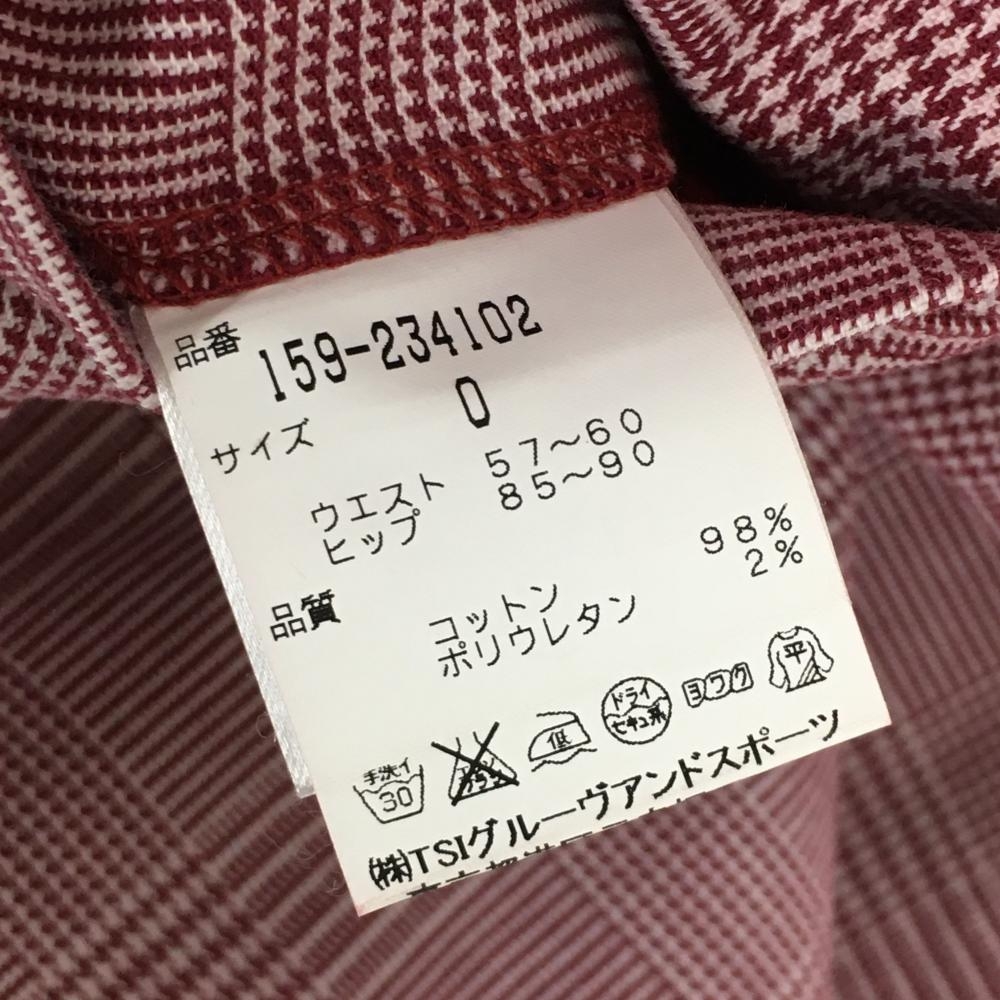 品番 159-234102
サイズ 0
ウエスト 57〜60
ヒップ 85〜90
品質
コットン 98%
ポリウレタン 2%
手洗イ 30 低 ドライ セキュ系 ヨワク 平
㈱TSIグルーヴアンドスポーツ